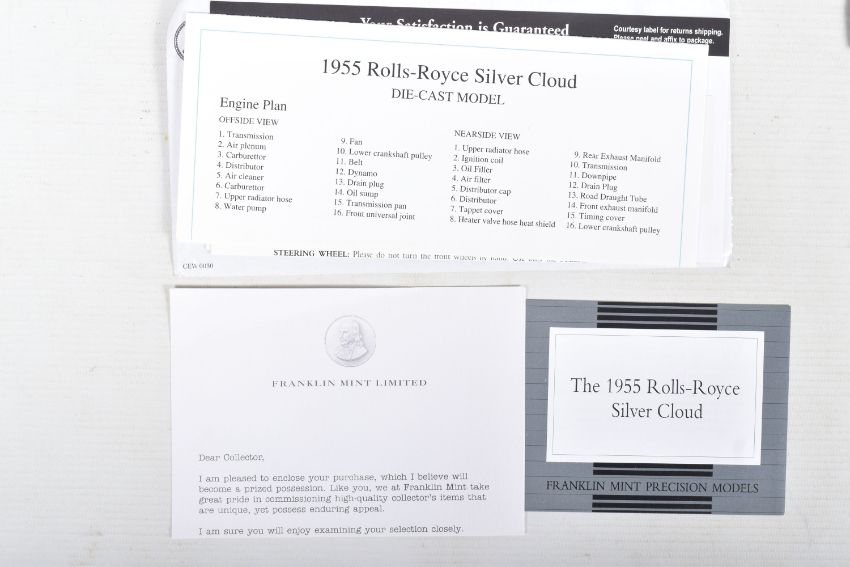 Your Satisfaction is Guaranteed
Courtesy label for returns shipping.
Please peel and affix to package.
1955 Rolls-Royce Silver Cloud
DIE-CAST MODEL
Engine Plan
OFFSIDE VIEW
1. Transmission
2. Air plenum
3. Carburettor
4. Distributor
5. Air cleaner
6. Carburettor
7. Upper radiator hose
8. Water pump
9. Fan
10. Lower crankshaft pulley
11. Belt
12. Dynamo
13. Drain plug
14. Oil sump
15. Transmission pan
16. Front universal joint
NEARSIDE VIEW
1. Upper radiator hose
2. Ignition coil
3. Oil Filler
4. Air filter
5. Distributor cap
6. Distributor
7. Tappet cover
8. Heater valve hose heat shield
9. Rear Exhaust Manifold
10. Transmission
11. Downpipe
12. Drain Plug
13. Road Draught Tube
14. Front exhaust manifold
15. Timing cover
16. Lower crankshaft pulley
STEERING WHEEL: Please do not turn the front wheels by hand.
CEW 0030
FRANKLIN MINT LIMITED
Dear Collector,
I am pleased to enclose your purchase, which I believe will
become a prized possession. Like you, we at Franklin Mint take
great pride in commissioning high-quality collector's items that
are unique, yet possess enduring appeal.
I am sure you will enjoy examining your selection closely.
The 1955 Rolls-Royce
Silver Cloud
FRANKLIN MINT PRECISION MODELS